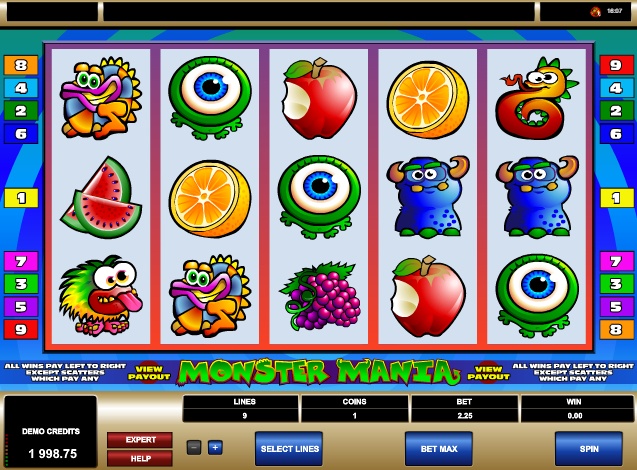 16:07
8
4
2
6
1
7
3
5
9
9
4
2
6
1
7
3
5
8
ALL WINS PAY LEFT TO RIGHT
EXCEPT SCATTERS
WHICH PAY ANY
VIEW
PAYOUT
MONSTER MANIA
VIEW
PAYOUT
ALL WINS PAY LEFT TO RIGHT
EXCEPT SCATTERS
WHICH PAY ANY
LINES
9
COINS
1
BET
2.25
WIN
0.00
DEMO CREDITS
1 998.75
EXPERT
HELP
- +
SELECT LINES
BET MAX
SPIN